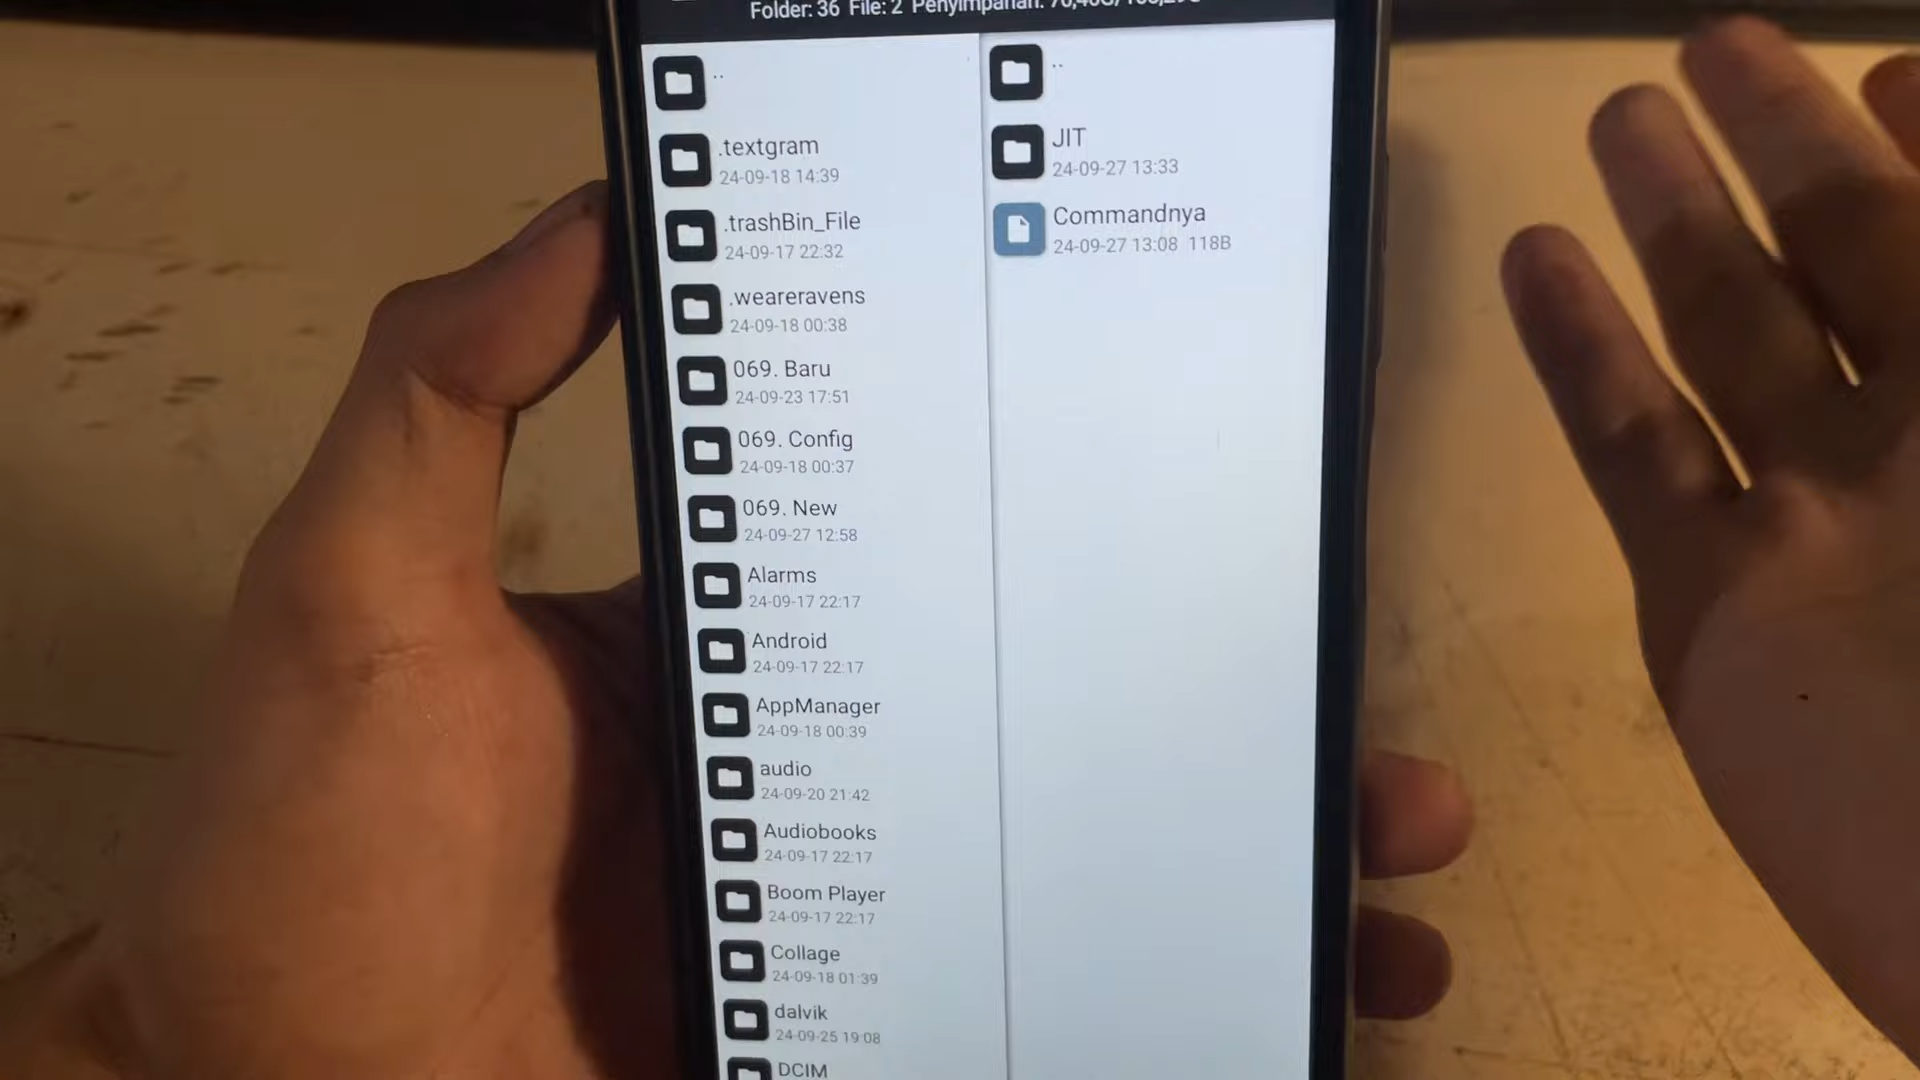 Folder: 36 File: 2 Penyimpanan:
..
.textgram
24-09-18 14:39
.trashBin_File
24-09-17 22:32
.weareravens
24-09-18 00:38
069. Baru
24-09-23 17:51
069. Config
24-09-18 00:37
069. New
24-09-27 12:58
Alarms
24-09-17 22:17
Android
24-09-17 22:17
AppManager
24-09-18 00:39
audio
24-09-20 21:42
Audiobooks
24-09-17 22:17
Boom Player
24-09-17 22:17
Collage
24-09-18 01:39
dalvik
24-09-25 19:08
DCIM
..
JIT
24-09-27 13:33
Commandnya
24-09-27 13:08 118B